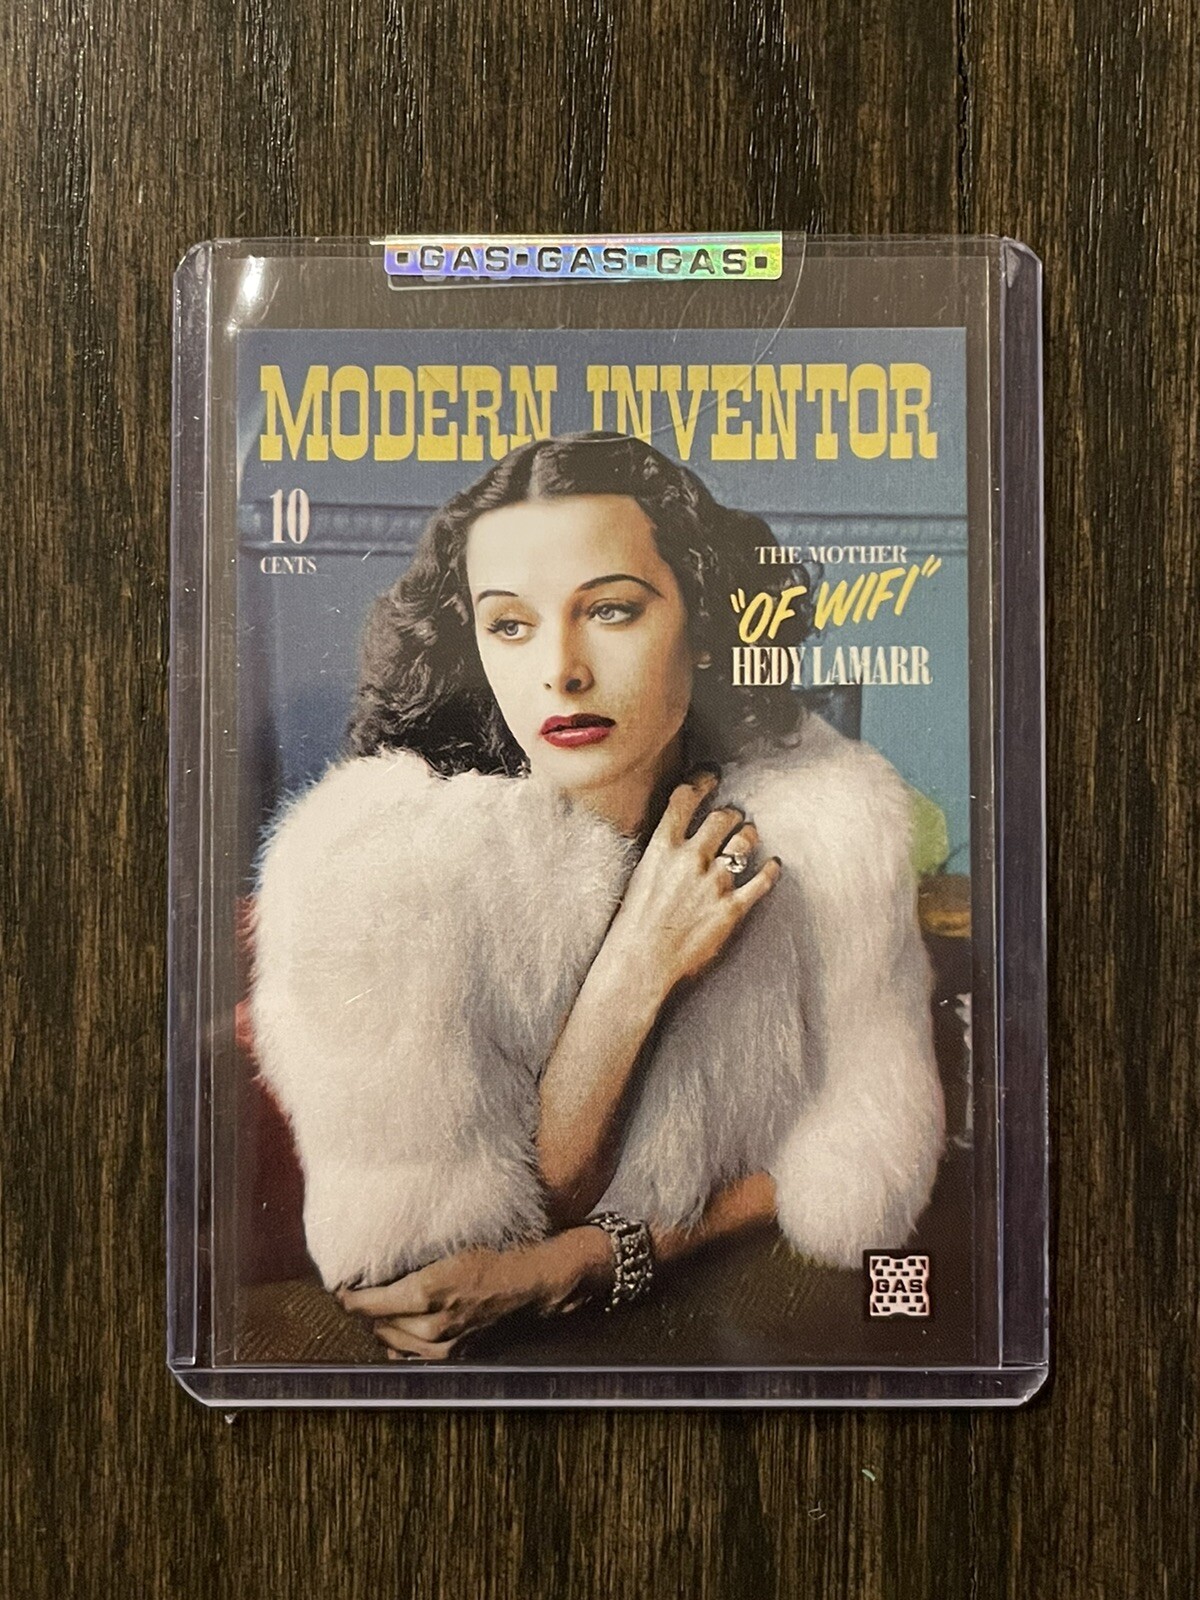 ▪GAS▪GAS▪GAS▪
MODERN INVENTOR
10
CENTS
THE MOTHER
"OF WIFI"
HEDY LAMARR
GAS